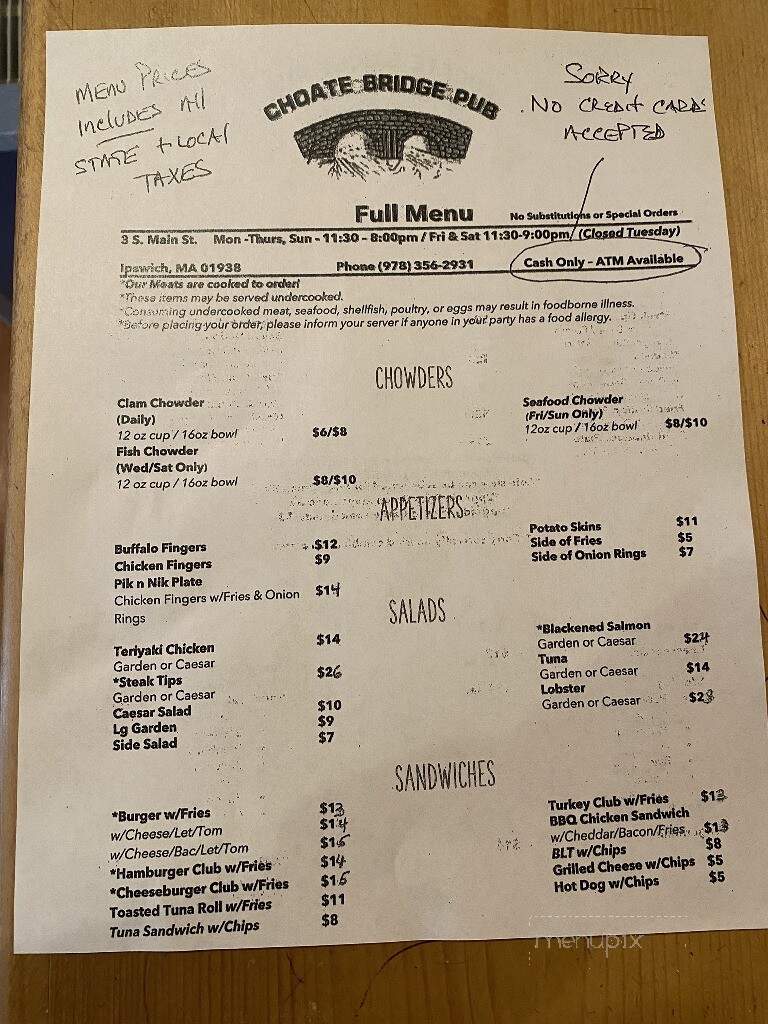 MENU PRICES
INCLUDES All
STATE + LOCAL
TAXES
CHOATE BRIDGE PUB
SORRY
NO CREDIT CARDS
ACCEPTED
Full Menu
No Substitutions or Special Orders
3 S. Main St. Mon -Thurs, Sun - 11:30 - 8:00pm / Fri & Sat 11:30-9:00pm (Closed Tuesday)
Ipswich, MA 01938 Phone (978) 356-2931 Cash Only - ATM Available
*Our Meats are cooked to order!
*These items may be served undercooked.
*Consuming undercooked meat, seafood, shellfish, poultry, or eggs may result in foodborne illness.
*Before placing your order, please inform your server if anyone in your party has a food allergy.
CHOWDERS
Clam Chowder
(Daily)
12 oz cup / 16oz bowl $6/$8
Fish Chowder
(Wed/Sat Only)
12 oz cup / 16oz bowl $8/$10
Seafood Chowder
(Fri/Sun Only)
12oz cup / 16oz bowl $8/$10
APPETIZERS
Buffalo Fingers $12
Chicken Fingers $9
Pik n Nik Plate
Chicken Fingers w/Fries & Onion $14
Rings
Potato Skins $11
Side of Fries $5
Side of Onion Rings $7
SALADS
Teriyaki Chicken $14
Garden or Caesar
*Steak Tips $26
Garden or Caesar
Caesar Salad $10
Lg Garden $9
Side Salad $7
*Blackened Salmon
Garden or Caesar $24
Tuna
Garden or Caesar $14
Lobster
Garden or Caesar $28
SANDWICHES
*Burger w/Fries $13
w/Cheese/Let/Tom $14
w/Cheese/Bac/Let/Tom $15
*Hamburger Club w/Fries $14
*Cheeseburger Club w/Fries $15
Toasted Tuna Roll w/Fries $11
Tuna Sandwich w/Chips $8
Turkey Club w/Fries $13
BBQ Chicken Sandwich
w/Cheddar/Bacon/Fries $13
BLT w/Chips $8
Grilled Cheese w/Chips $5
Hot Dog w/Chips $5
menupix